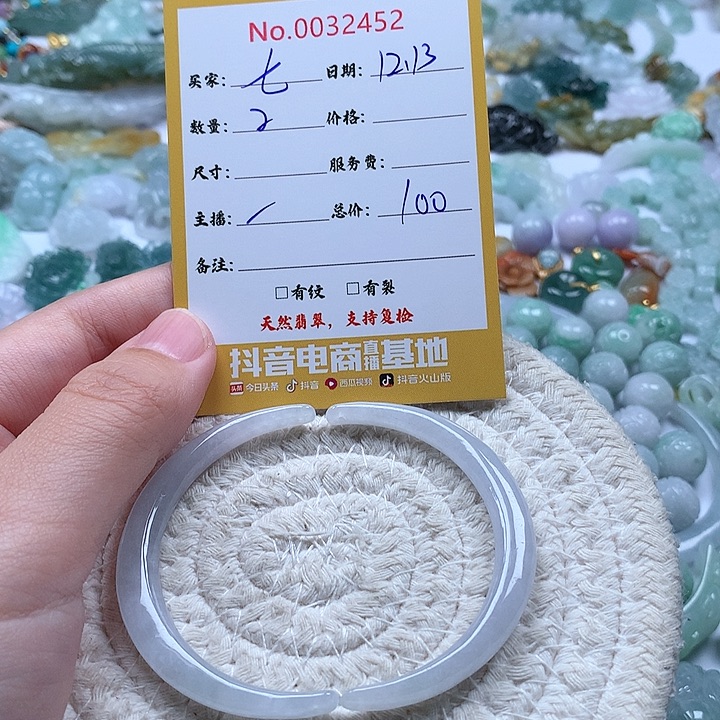 No.0032452
买家: 七 日期: 12.13
数量: 2 价格:
尺寸: 服务费:
主播: 总价: 100
备注:
□有纹 □有裂
天然翡翠,支持复检
抖音电商直播基地
头条 今日头条 抖音 西瓜视频 抖音火山版